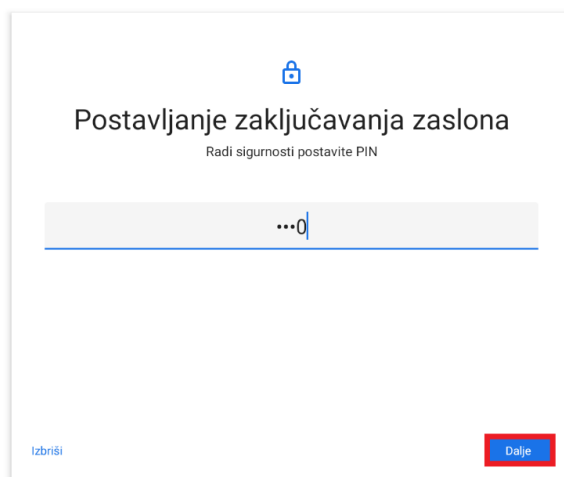 Postavljanje zaključavanja zaslona
Radi sigurnosti postavite PIN
•••0
Izbriši
Dalje